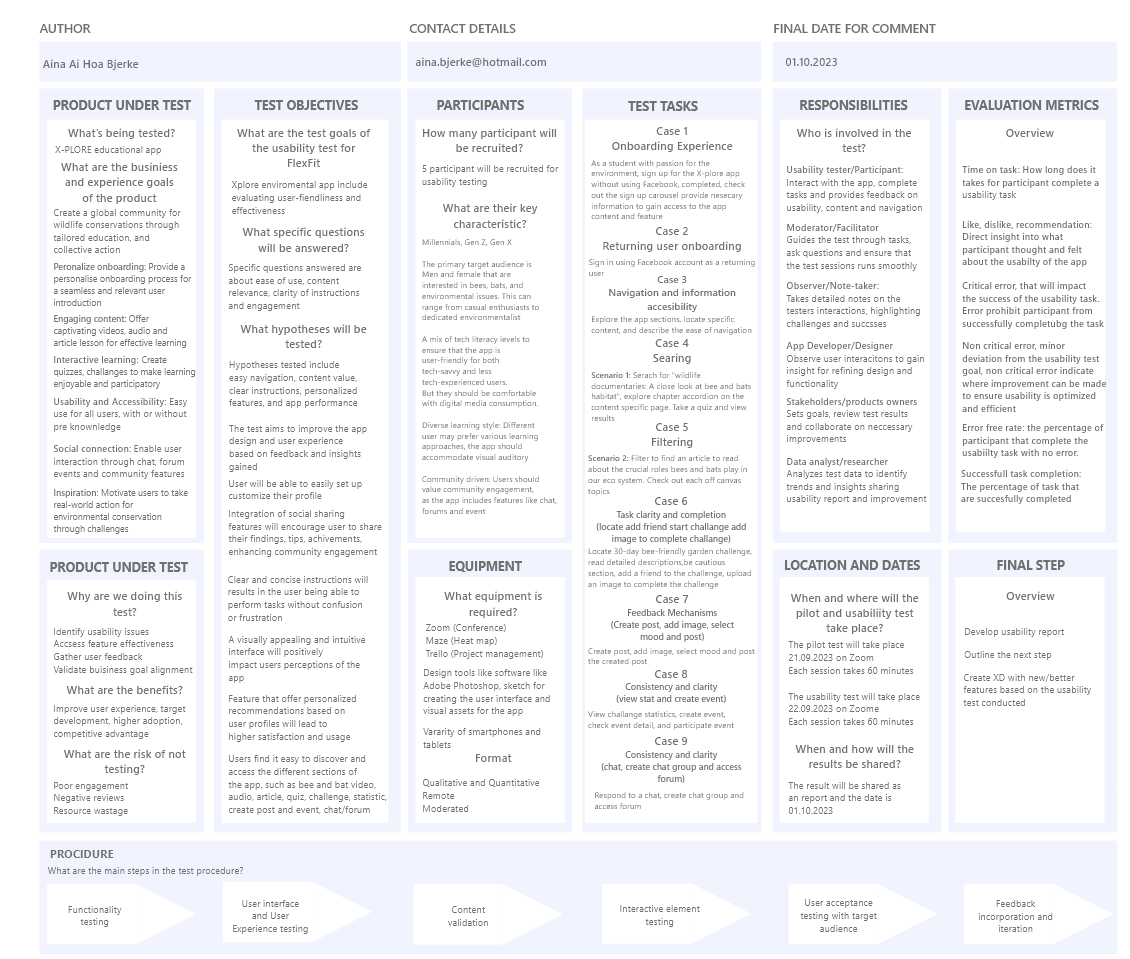 AUTHOR
Aina Ai Hoa Bjerke
CONTACT DETAILS
aina.bjerke@hotmail.com
FINAL DATE FOR COMMENT
01.10.2023
PRODUCT UNDER TEST
What's being tested?
X-PLORE educational app
What are the business
and experience goals
of the product
Create a global community for
wildlife conservations through
tailored education, and
collective action
Peronalize onboarding: Provide a
personalise onboarding process for
a seamless and relevant user
introduction
Engaging content: Offer
captivating videos, audio and
article lesson for effective learning
Interactive learning: Create
quizzes, challanges to make learning
enjoyable and participatory
Usability and Accessibility: Easy
use for all users, with or without
pre knowledge
Social connection: Enable user
interaction through chat, forum
events and community features
Inspiration: Motivate users to take
real-world action for
environmental conservation
through challenges
PRODUCT UNDER TEST
Why are we doing this
test?
Identify usability issues
Accsess feature effectiveness
Gather user feedback
Validate buisiness goal alignment
What are the benefits?
Improve user experience, target
development, higher adoption,
competitive advantage
What are the risk of not
testing?
Poor engagement
Negative reviews
Resource wastage
TEST OBJECTIVES
What are the test goals of
the usability test for
FlexFit
Xplore enviromental app include
evaluating user-fiendliness and
effectiveness
What specific questions
will be answered?
Specific questions answered are
about ease of use, content
relevance, clarity of instructions
and engagement
What hypotheses will be
tested?
Hypotheses tested include
easy navigation, content value,
clear instructions, personalized
features, and app performance
The test aims to improve the app
design and user experience
based on feedback and insights
gained
User will be able to easily set up
customize their profile
Integration of social sharing
features will encourage user to share
their findings, tips, achivements,
enhancing community engagement
Clear and concise instructions will
results in the user being able to
perform tasks without confusion
or frustration
A visually appealing and intuitive
interface will positively
impact users perceptions of the
app
Feature that offer personalized
recommendations based on
user profiles will lead to
higher satisfaction and usage
Users find it easy to discover and
access the different sections of
the app, such as bee and bat video,
audio, article, quiz, challenge, statistic,
create post and event, chat/forum
PARTICIPANTS
How many participant will
be recruited?
5 participant will be recruited for
usability testing
What are their key
characteristic?
Millennials, Gen Z, Gen X
The primary target audience is
Men and female that are
interested in bees, bats, and
environmental issues. This can
range from casual enthusiasts to
dedicated environmentalist
A mix of tech literacy levels to
ensure that the app is
user-friendly for both
tech-savvy and less
tech-experienced users.
But they should be comfortable
with digital media consumption.
Diverse learning style: Different
user may prefer various learning
approaches, the app should
accommodate visual auditory
Community driven: Users should
value community engagement,
as the app includes features like chat,
forums and event
EQUIPMENT
What equipment is
required?
Zoom (Conference)
Maze (Heat map)
Trello (Project management)
Design tools like software like
Adobe Photoshop, sketch for
creating the user interface and
visual assets for the app
Vararity of smartphones and
tablets
Format
Qualitative and Quantitative
Remote
Moderated
TEST TASKS
Case 1
Onboarding Experience
As a student with passion for the
environment, sign up for the X-plore app
without using Facebook, completed, check
out the sign up carousel provide nesecary
information to gain access to the app
content and feature
Case 2
Returning user onboarding
Sign in using Facebook account as a returning
user
Case 3
Navigation and information
accesibility
Explore the app sections, locate specific
content, and describe the ease of navigation
Case 4
Searing
Scenario 1: Serach for "wildlife
documentaries: A close look at bee and bats
habitat", explore chapter accordion on the
content specific page. Take a quiz and view
results
Case 5
Filtering
Scenario 2: Filter to find an article to read
about the crucial roles bees and bats play in
our eco system. Check out each off canvas
topics
Case 6
Task clarity and completion
(locate add friend start challange add
image to complete challange)
Locate 30-day bee-friendly garden challenge,
read detailed descriptions,be cautious
section, add a friend to the challenge, upload
an image to complete the challenge
Case 7
Feedback Mechanisms
(Create post, add image, select
mood and post)
Create post, add image, select mood and post
the created post
Case 8
Consistency and clarity
(view stat and create event)
View challange statistics, create event,
check event detail, and participate event
Case 9
Consistency and clarity
(chat, create chat group and access
forum)
Respond to a chat, create chat group and
access forum
RESPONSIBILITIES
Who is involved in the
test?
Usability tester/Participant:
Interact with the app, complete
tasks and provides feedback on
usability, content and navigation
Moderator/Facilitator
Guides the test through tasks,
ask questions and ensure that
the test sessions runs smoothly
Observer/Note-taker:
Takes detailed notes on the
testers interactions, highlighting
challenges and sucsses
App Developer/Designer
Observe user interacitons to gain
insight for refining design and
functionality
Stakeholders/products owners
Sets goals, review test results
and collaborate on neccessary
improvements
Data analyst/researcher
Analyzes test data to identify
trends and insights sharing
usability report and improvement
LOCATION AND DATES
When and where will the
pilot and usabiliity test
take place?
The pilot test will take place
21.09.2023 on Zoom
Each session takes 60 minutes
The usability test will take place
22.09.2023 on Zoome
Each session takes 60 minutes
When and how will the
results be shared?
The result will be shared as
an report and the date is
01.10.2023
EVALUATION METRICS
Overview
Time on task: How long does it
takes for participant complete a
usability task
Like, dislike, recommendation:
Direct insight into what
participant thought and felt
about the usabilty of the app
Critical error, that will impact
the success of the usability task.
Error prohibit participant from
successfully completubg the task
Non critical error, minor
deviation from the usability test
goal, non critical error indicate
where improvement can be made
to ensure usability is optimized
and efficient
Error free rate: the percentage of
participant that complete the
usabiilty task with no error.
Successfull task completion:
The percentage of task that
are succesfully completed
FINAL STEP
Overview
Develop usability report
Outline the next step
Create XD with new/better
features based on the usability
test conducted
PROCIDURE
What are the main steps in the test procedure?
Functionality
testing
User interface
and User
Experience testing
Content
validation
Interactive element
testing
User acceptance
testing with target
audience
Feedback
incorporation and
iteration